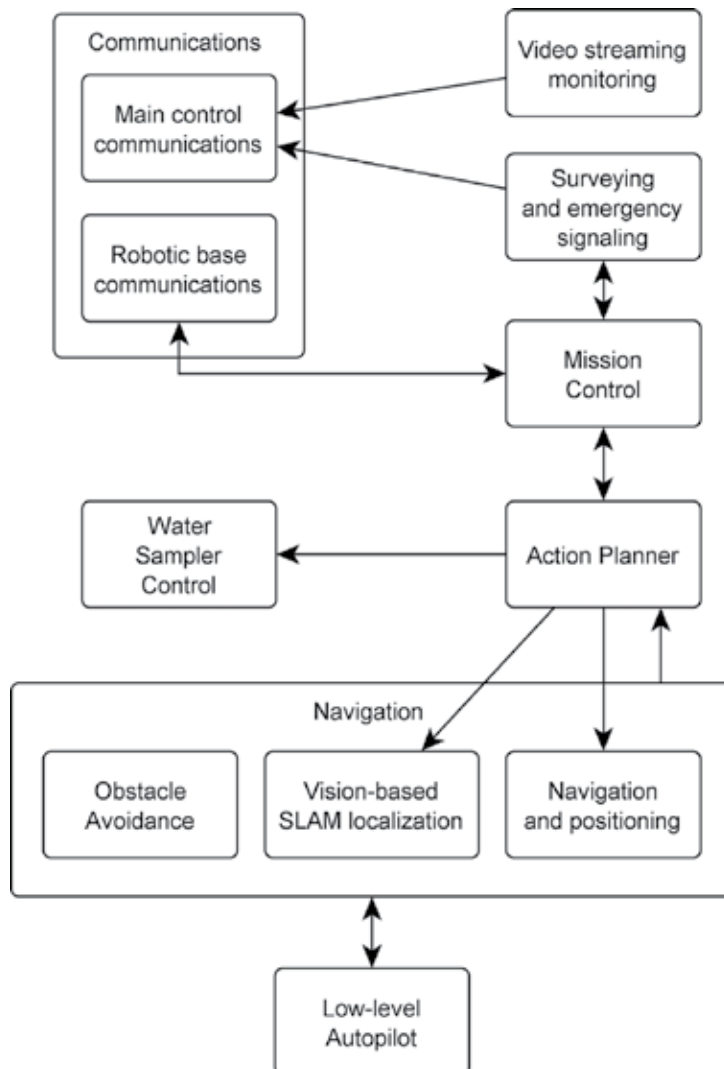 Communications
Main control
communications
Robotic base
communications
Video streaming
monitoring
Surveying
and emergency
signaling
Mission
Control
Water
Sampler
Control
Action Planner
Navigation
Obstacle
Avoidance
Vision-based
SLAM localization
Navigation
and positioning
Low-level
Autopilot